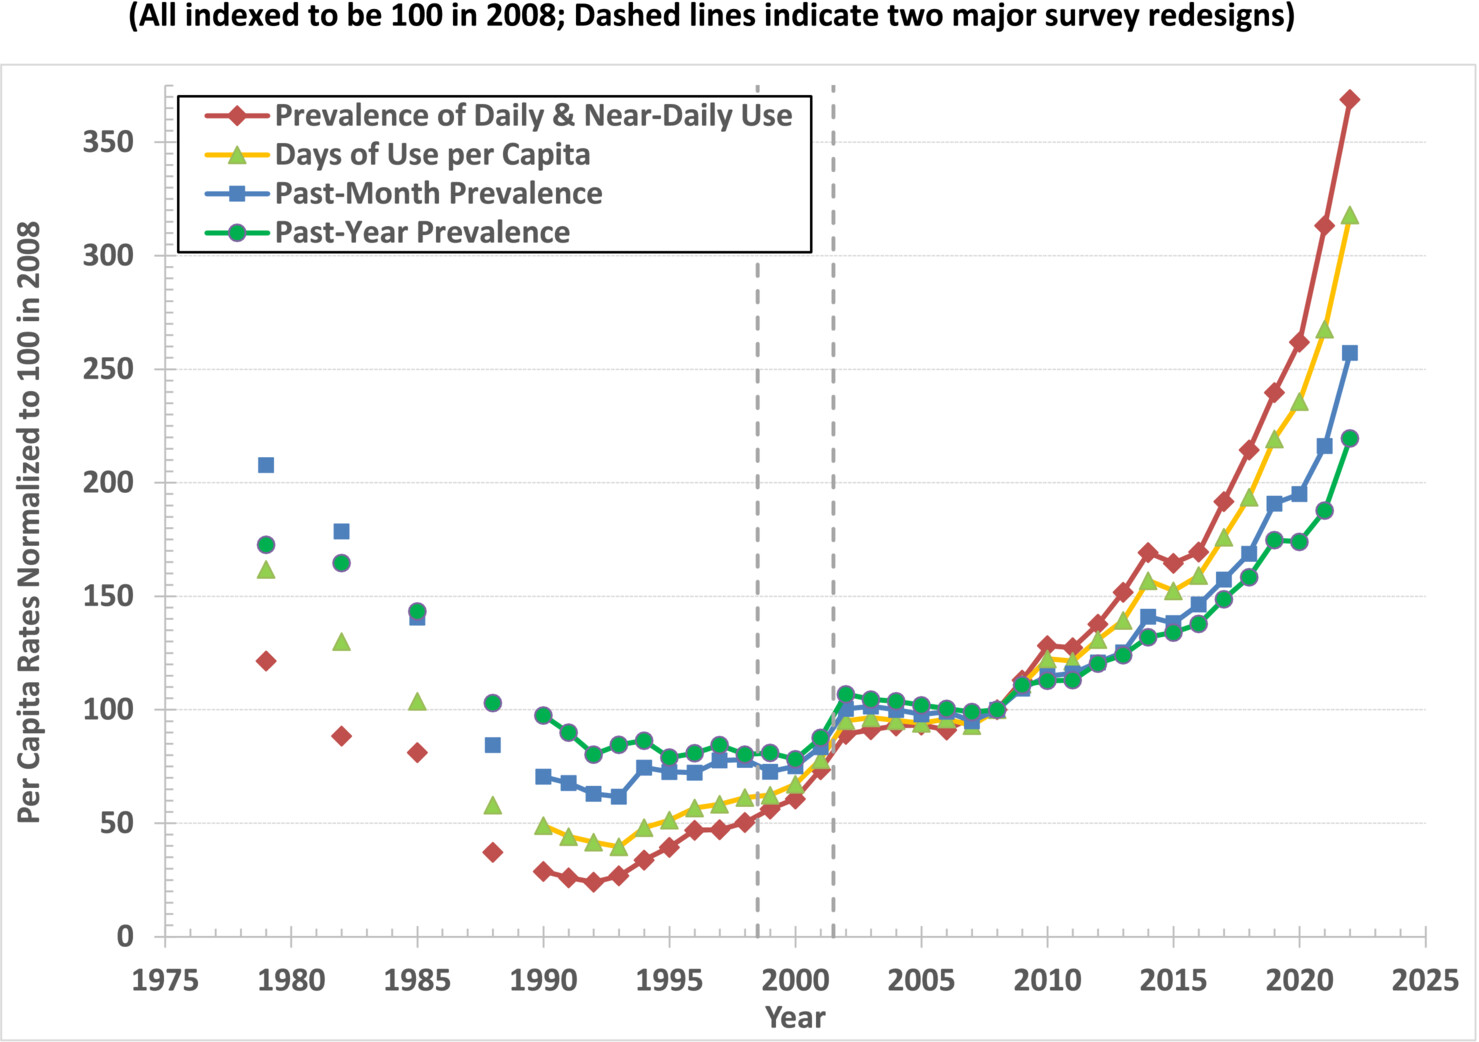 (All indexed to be 100 in 2008; Dashed lines indicate two major survey redesigns)
Prevalence of Daily & Near-Daily Use
Days of Use per Capita
Past-Month Prevalence
Past-Year Prevalence
Per Capita Rates Normalized to 100 in 2008
350
300
250
200
150
100
50
0
1975 1980 1985 1990 1995 2000 2005 2010 2015 2020 2025
Year